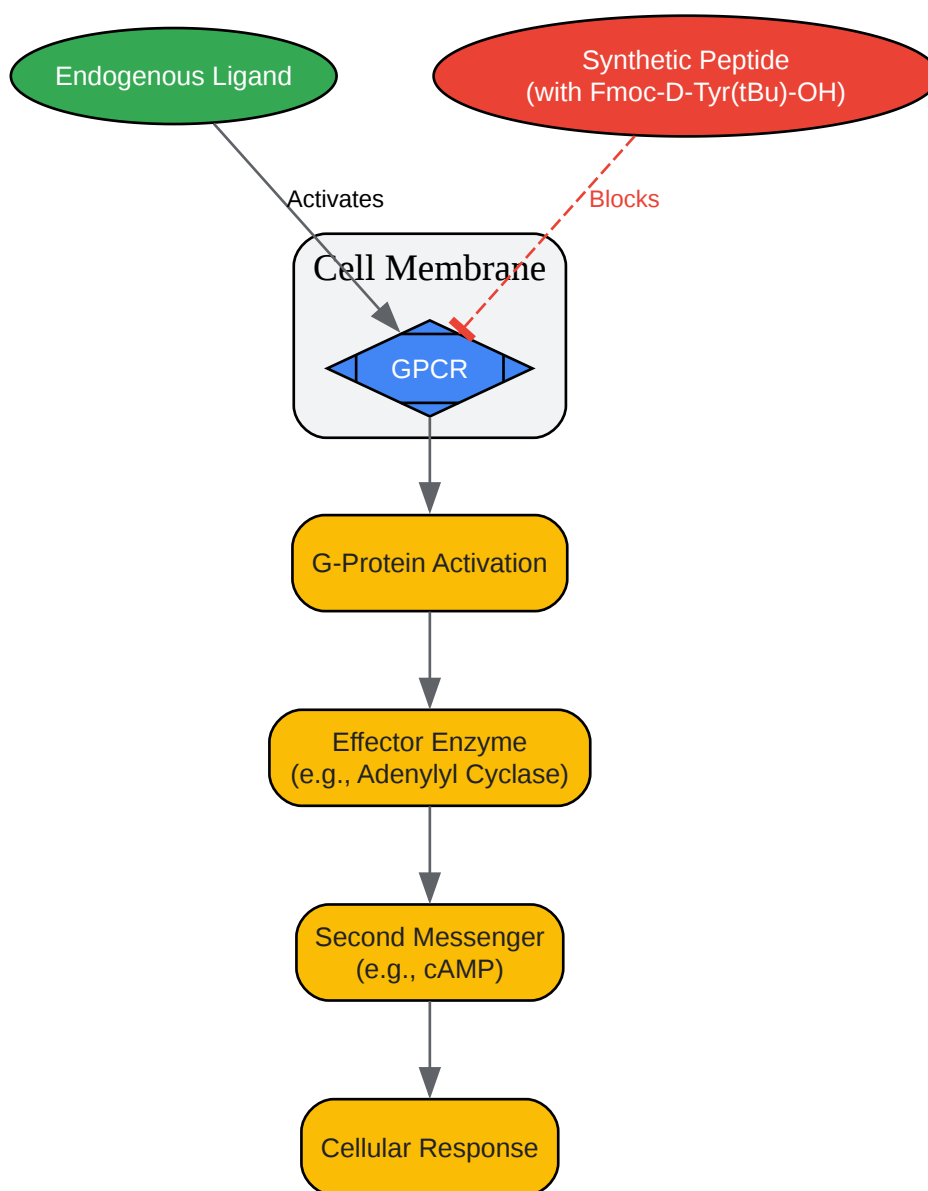 Endogenous Ligand
Synthetic Peptide
(with Fmoc-D-Tyr(tBu)-OH)
Activates
Blocks
Cell Membrane
GPCR
G-Protein Activation
Effector Enzyme
(e.g., Adenylyl Cyclase)
Second Messenger
(e.g., cAMP)
Cellular Response